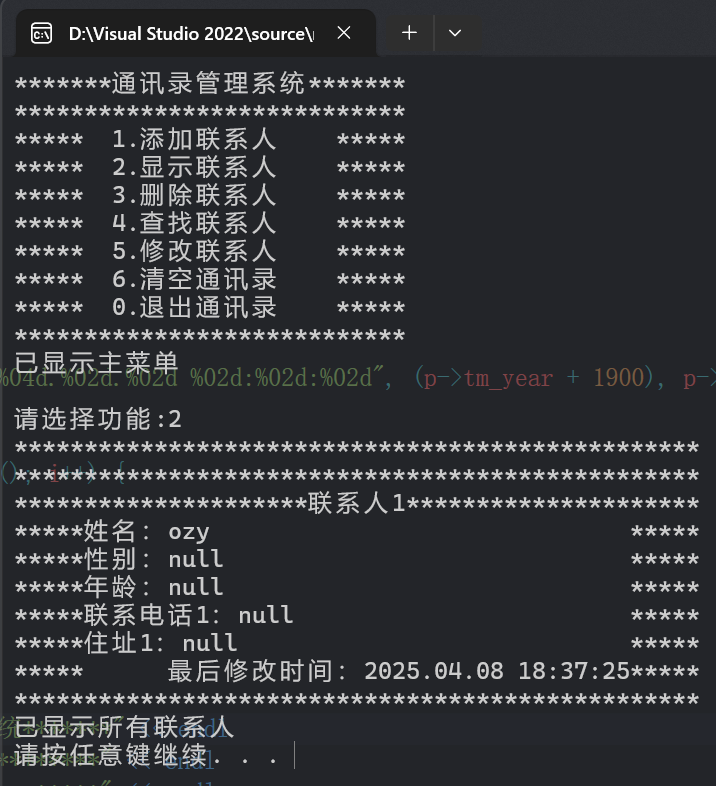 D:\Visual Studio 2022\source\
*******通讯录管理系统*******
****************************
*****  1.添加联系人    *****
*****  2.显示联系人    *****
*****  3.删除联系人    *****
*****  4.查找联系人    *****
*****  5.修改联系人    *****
*****  6.清空通讯录    *****
*****  0.退出通讯录    *****
****************************
已显示主菜单
%04d.%02d.%02d %02d:%02d:%02d", (p->tm_year + 1900), p->
请选择功能:2
*************************************************
(); i++) {
*************************************************
*********************联系人1*********************
*****姓名: ozy                              *****
*****性别: null                             *****
*****年龄: null                             *****
*****联系电话1: null                        *****
*****住址1: null                            *****
*****      最后修改时间: 2025.04.08 18:37:25*****
*************************************************
已显示所有联系人
请按任意键继续. . .
endl